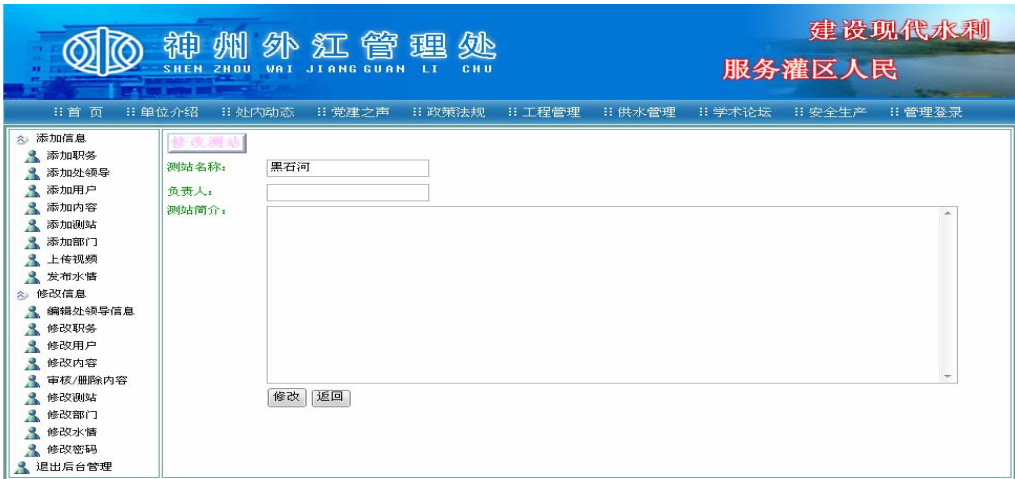 神州外江管理处
SHEN ZHOU WAI JIANG GUAN LI CHU
建设现代水利
服务灌区人民
首 页 单位介绍 处内动态 党建之声 政策法规 工程管理 供水管理 学术论坛 安全生产 管理登录
添加信息
添加职务
添加处领导
添加用户
添加内容
添加测站
添加部门
上传视频
发布水情
修改信息
编辑处领导信息
修改职务
修改用户
修改内容
审核/删除内容
修改测站
修改部门
修改水情
修改密码
退出后台管理
修改测站
测站名称： 黑石河
负责人：
测站简介：
修改 返回